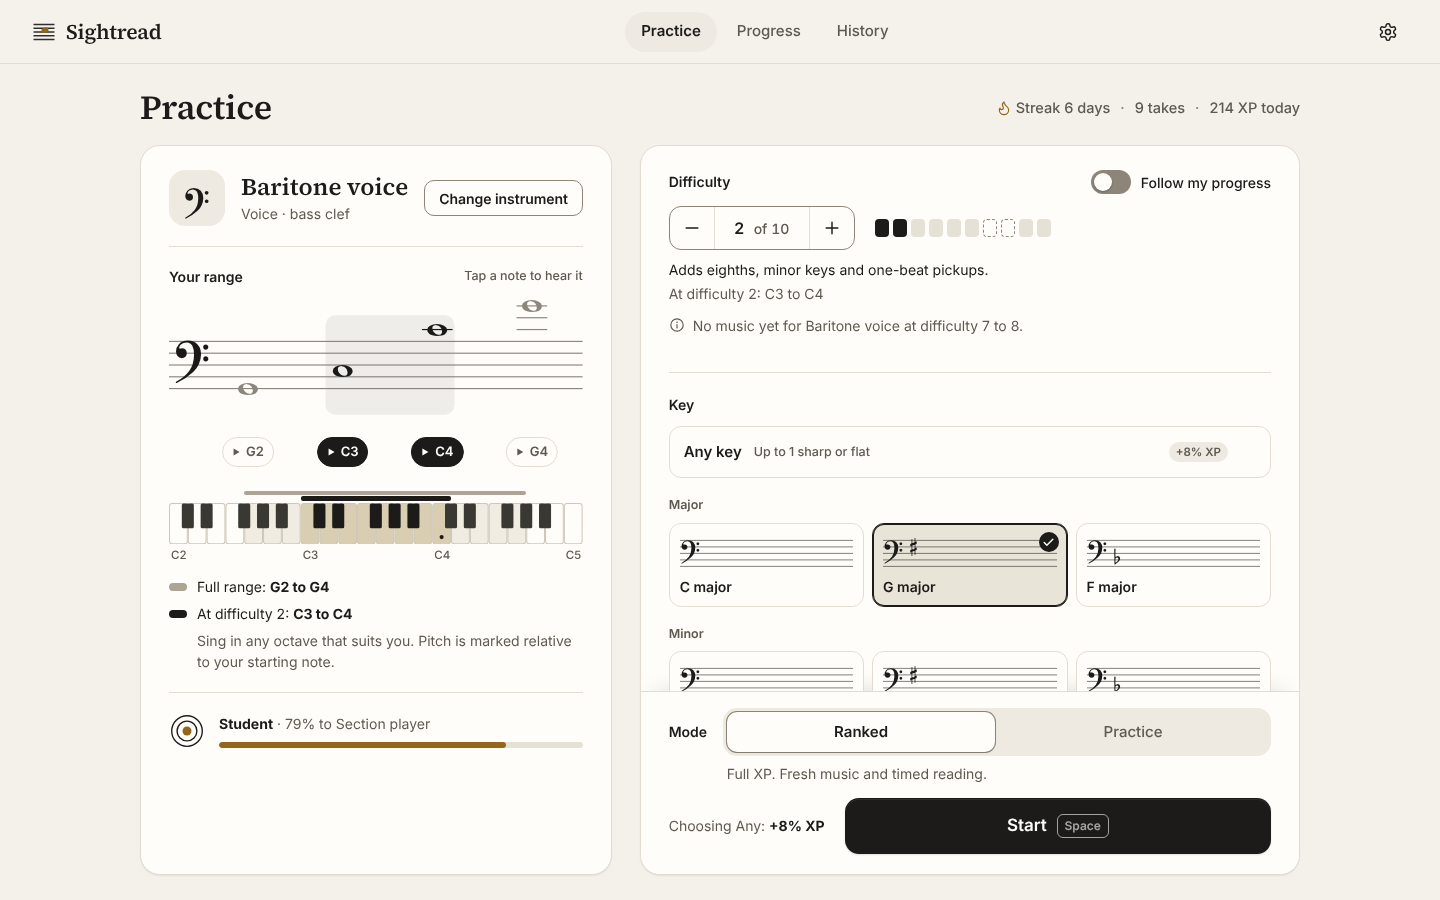 Sightread
Practice
Progress
History
Practice
Streak 6 days · 9 takes · 214 XP today
Baritone voice
Voice · bass clef
Change instrument
Your range
Tap a note to hear it
G2
C3
C4
G4
C2
C3
C4
C5
Full range: G2 to G4
At difficulty 2: C3 to C4
Sing in any octave that suits you. Pitch is marked relative
to your starting note.
Student · 79% to Section player
Difficulty
Follow my progress
2 of 10
Adds eighths, minor keys and one-beat pickups.
At difficulty 2: C3 to C4
No music yet for Baritone voice at difficulty 7 to 8.
Key
Any key Up to 1 sharp or flat
+8% XP
Major
C major
G major
F major
Minor
Mode
Ranked
Practice
Full XP. Fresh music and timed reading.
Choosing Any: +8% XP
Start Space